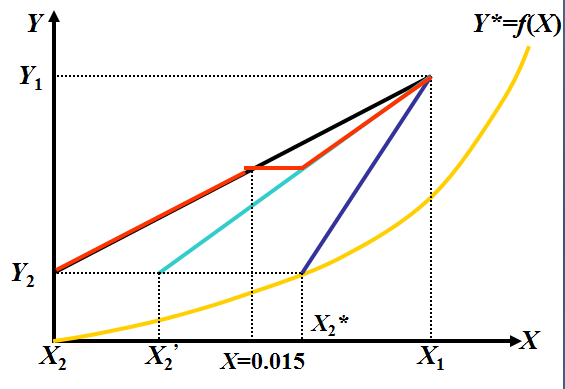 Y
Y*=f(X)
Y₁
Y₂
X₂*
X
X₂
X₂’
X=0.015
X₁